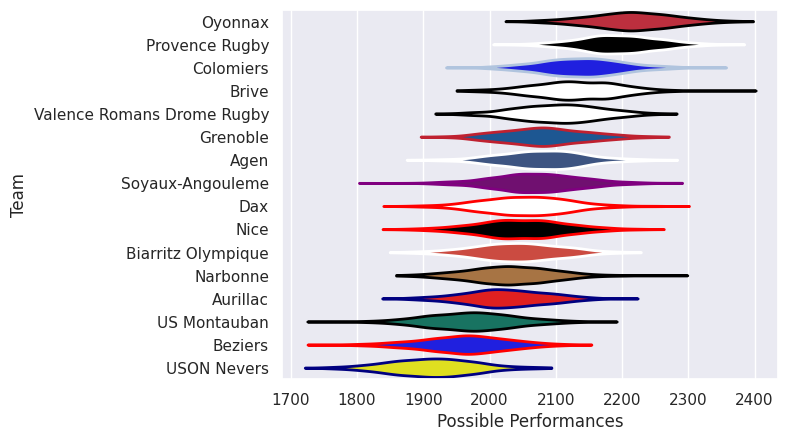 Oyonnax
Provence Rugby
Colomiers
Brive
Valence Romans Drome Rugby
Grenoble
Agen
Soyaux-Angouleme
Dax
Nice
Biarritz Olympique
Narbonne
Aurillac
US Montauban
Beziers
USON Nevers
Team
1700 1800 1900 2000 2100 2200 2300 2400
Possible Performances